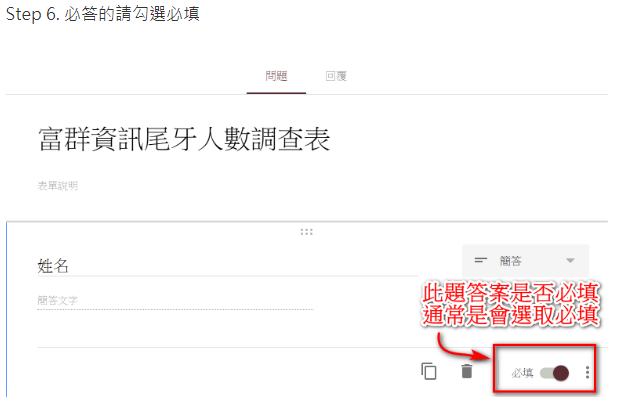 Step 6. 必答的請勾選必填
問題 回覆
富群資訊尾牙人數調查表
表單說明
姓名
簡答
簡答文字
此題答案是否必填
通常是會選取必填
必填